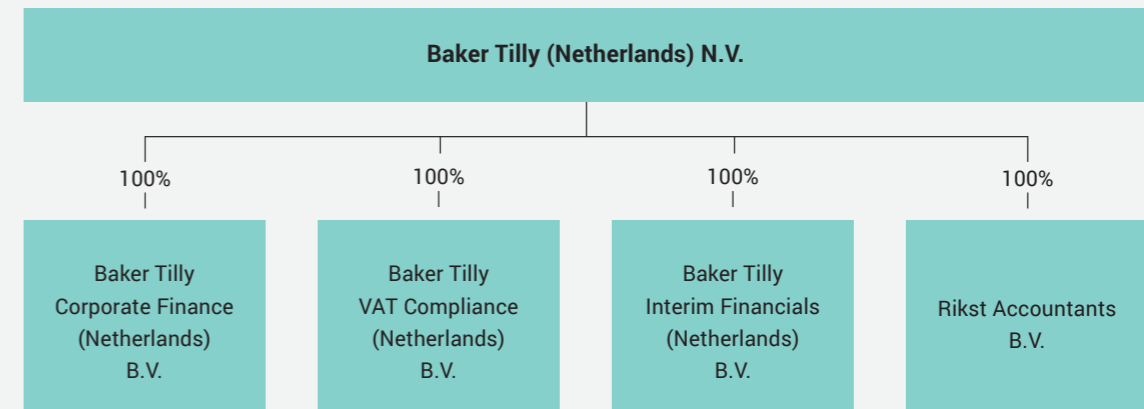 Baker Tilly (Netherlands) N.V.
100%
100%
100%
100%
Baker Tilly
Corporate Finance
(Netherlands)
B.V.
Baker Tilly
VAT Compliance
(Netherlands)
B.V.
Baker Tilly
Interim Financials
(Netherlands)
B.V.
Rikst Accountants
B.V.